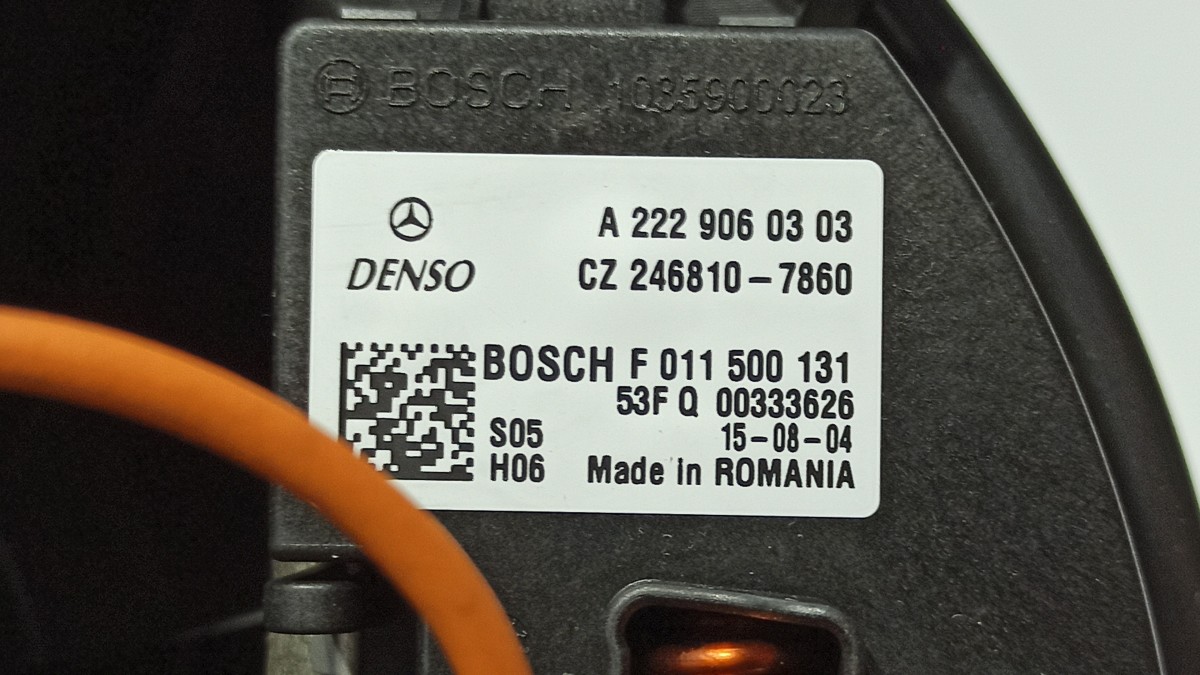 BOSCH 1035900023
A 222 906 03 03
DENSO CZ 246810-7860
BOSCH F 011 500 131
53F Q 00333626
S05 15-08-04
H06 Made in ROMANIA